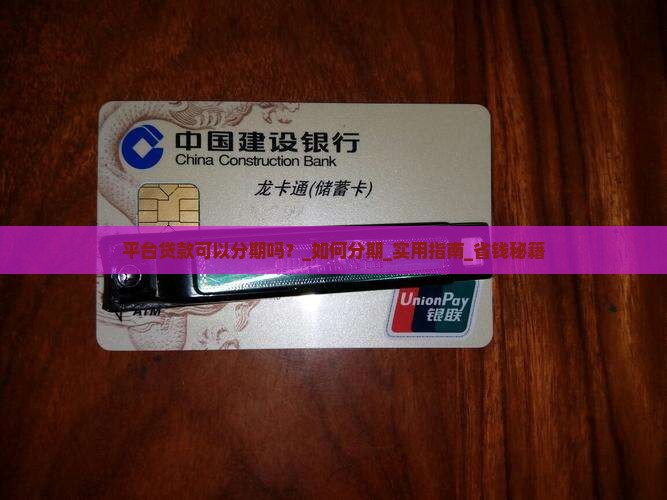 中国建设银行
China Construction Bank
龙卡通(储蓄卡)
平台贷款可以分期吗？_如何分期_实用指南_省钱秘籍
ATM
UnionPay
银联